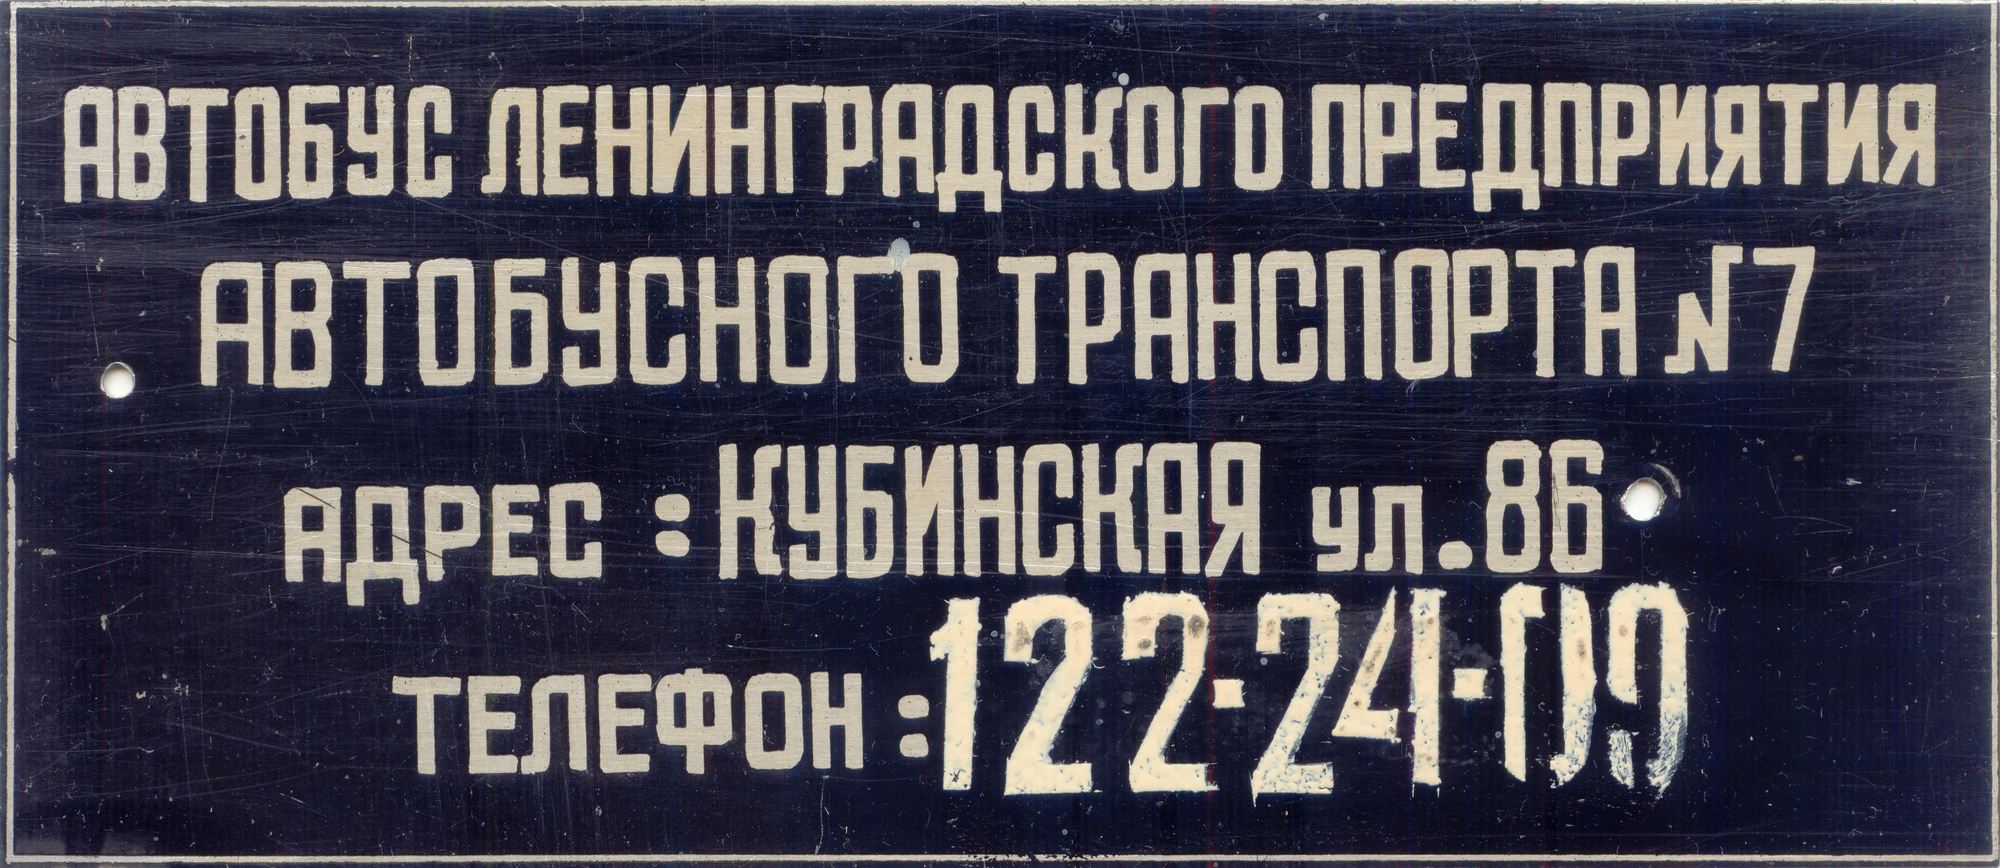 АВТОБУС ЛЕНИНГРАДСКОГО ПРЕДПРИЯТИЯ
АВТОБУСНОГО ТРАНСПОРТА №7
АДРЕС : КУБИНСКАЯ ул. 86
ТЕЛЕФОН : 122-24-09